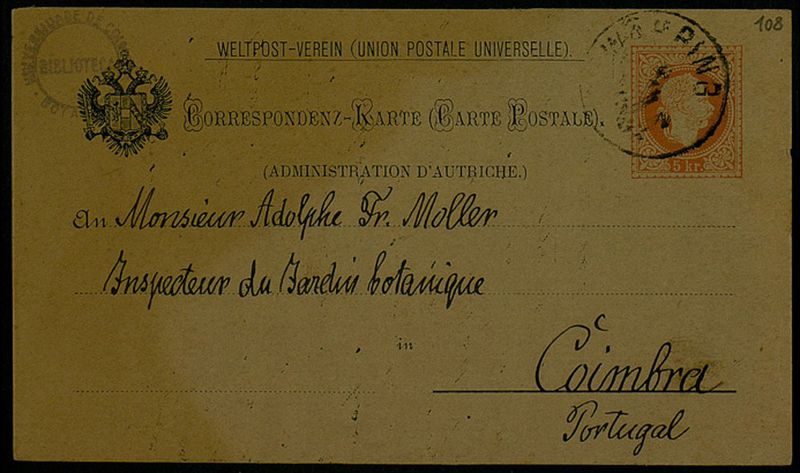 108
WELTPOST-VEREIN (UNION POSTALE UNIVERSELLE).
BIBLIOTECA
CORRESPONDENZ-KARTE (CARTE POSTALE).
5 kr.
(ADMINISTRATION D'AUTRICHE.)
An Monsieur Adolphe Fr. Moller
Inspecteur du Jardin botanique
in
Coimbra
Portugal